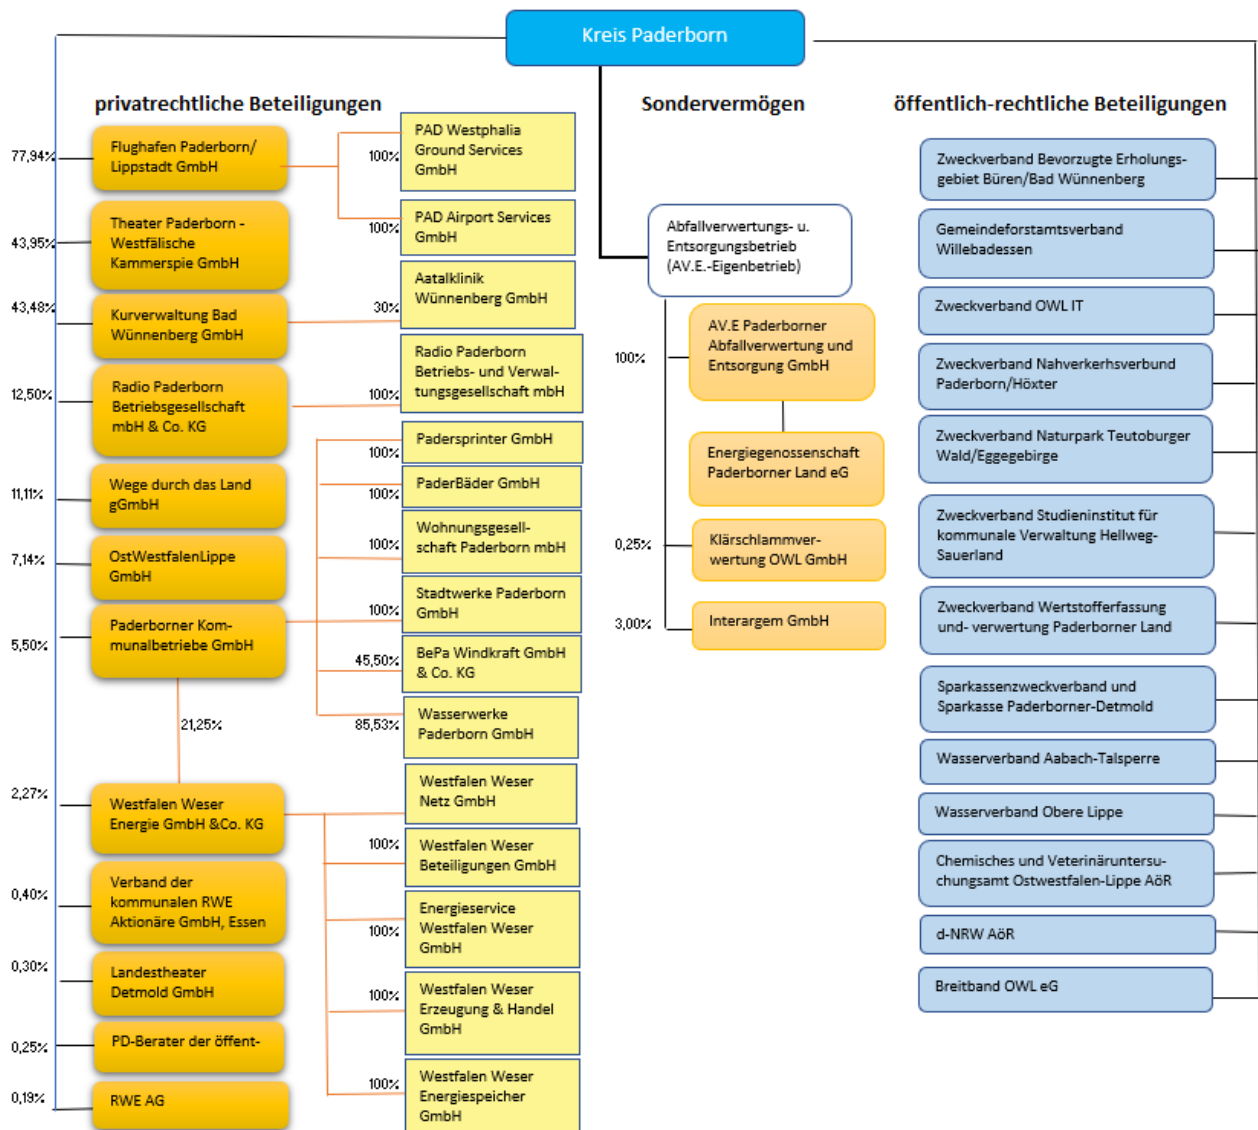 Kreis Paderborn
privatrechtliche Beteiligungen
77,94%
Flughafen Paderborn/
Lippstadt GmbH
100%
PAD Westphalia
Ground Services
GmbH
100%
PAD Airport Services
GmbH
43,95%
Theater Paderborn -
Westfälische
Kammerspie GmbH
43,48%
Kurverwaltung Bad
Wünnenberg GmbH
30%
Aatalklinik
Wünnenberg GmbH
12,50%
Radio Paderborn
Betriebsgesellschaft
mbH & Co. KG
100%
Radio Paderborn
Betriebs- und Verwal-
tungsgesellschaft mbH
11,11%
Wege durch das Land
gGmbH
7,14%
OstWestfalenLippe
GmbH
5,50%
Paderborner Kom-
munalbetriebe GmbH
100%
Padersprinter GmbH
100%
PaderBäder GmbH
100%
Wohnungsgesell-
schaft Paderborn mbH
100%
Stadtwerke Paderborn
GmbH
45,50%
BePa Windkraft GmbH
& Co. KG
85,53%
Wasserwerke
Paderborn GmbH
21,25%
2,27%
Westfalen Weser
Energie GmbH &Co. KG
Westfalen Weser
Netz GmbH
100%
Westfalen Weser
Beteiligungen GmbH
100%
Energieservice
Westfalen Weser
GmbH
100%
Westfalen Weser
Erzeugung & Handel
GmbH
100%
Westfalen Weser
Energiespeicher
GmbH
0,40%
Verband der
kommunalen RWE
Aktionäre GmbH, Essen
0,30%
Landestheater
Detmold GmbH
0,25%
PD-Berater der öffent-
0,19%
RWE AG
Sondervermögen
Abfallverwertungs- u.
Entsorgungsbetrieb
(AV.E.-Eigenbetrieb)
100%
AV.E Paderborner
Abfallverwertung und
Entsorgung GmbH
Energiegenossenschaft
Paderborner Land eG
0,25%
Klärschlammver-
wertung OWL GmbH
3,00%
Interargem GmbH
öffentlich-rechtliche Beteiligungen
Zweckverband Bevorzugte Erholungs-
gebiet Büren/Bad Wünnenberg
Gemeindeforstamtsverband
Willebadessen
Zweckverband OWL IT
Zweckverband Nahverkerhsverbund
Paderborn/Höxter
Zweckverband Naturpark Teutoburger
Wald/Eggegebirge
Zweckverband Studieninstitut für
kommunale Verwaltung Hellweg-
Sauerland
Zweckverband Wertstofferfassung
und- verwertung Paderborner Land
Sparkassenzweckverband und
Sparkasse Paderborner-Detmold
Wasserverband Aabach-Talsperre
Wasserverband Obere Lippe
Chemisches und Veterinäruntersu-
chungsamt Ostwestfalen-Lippe AöR
d-NRW AöR
Breitband OWL eG